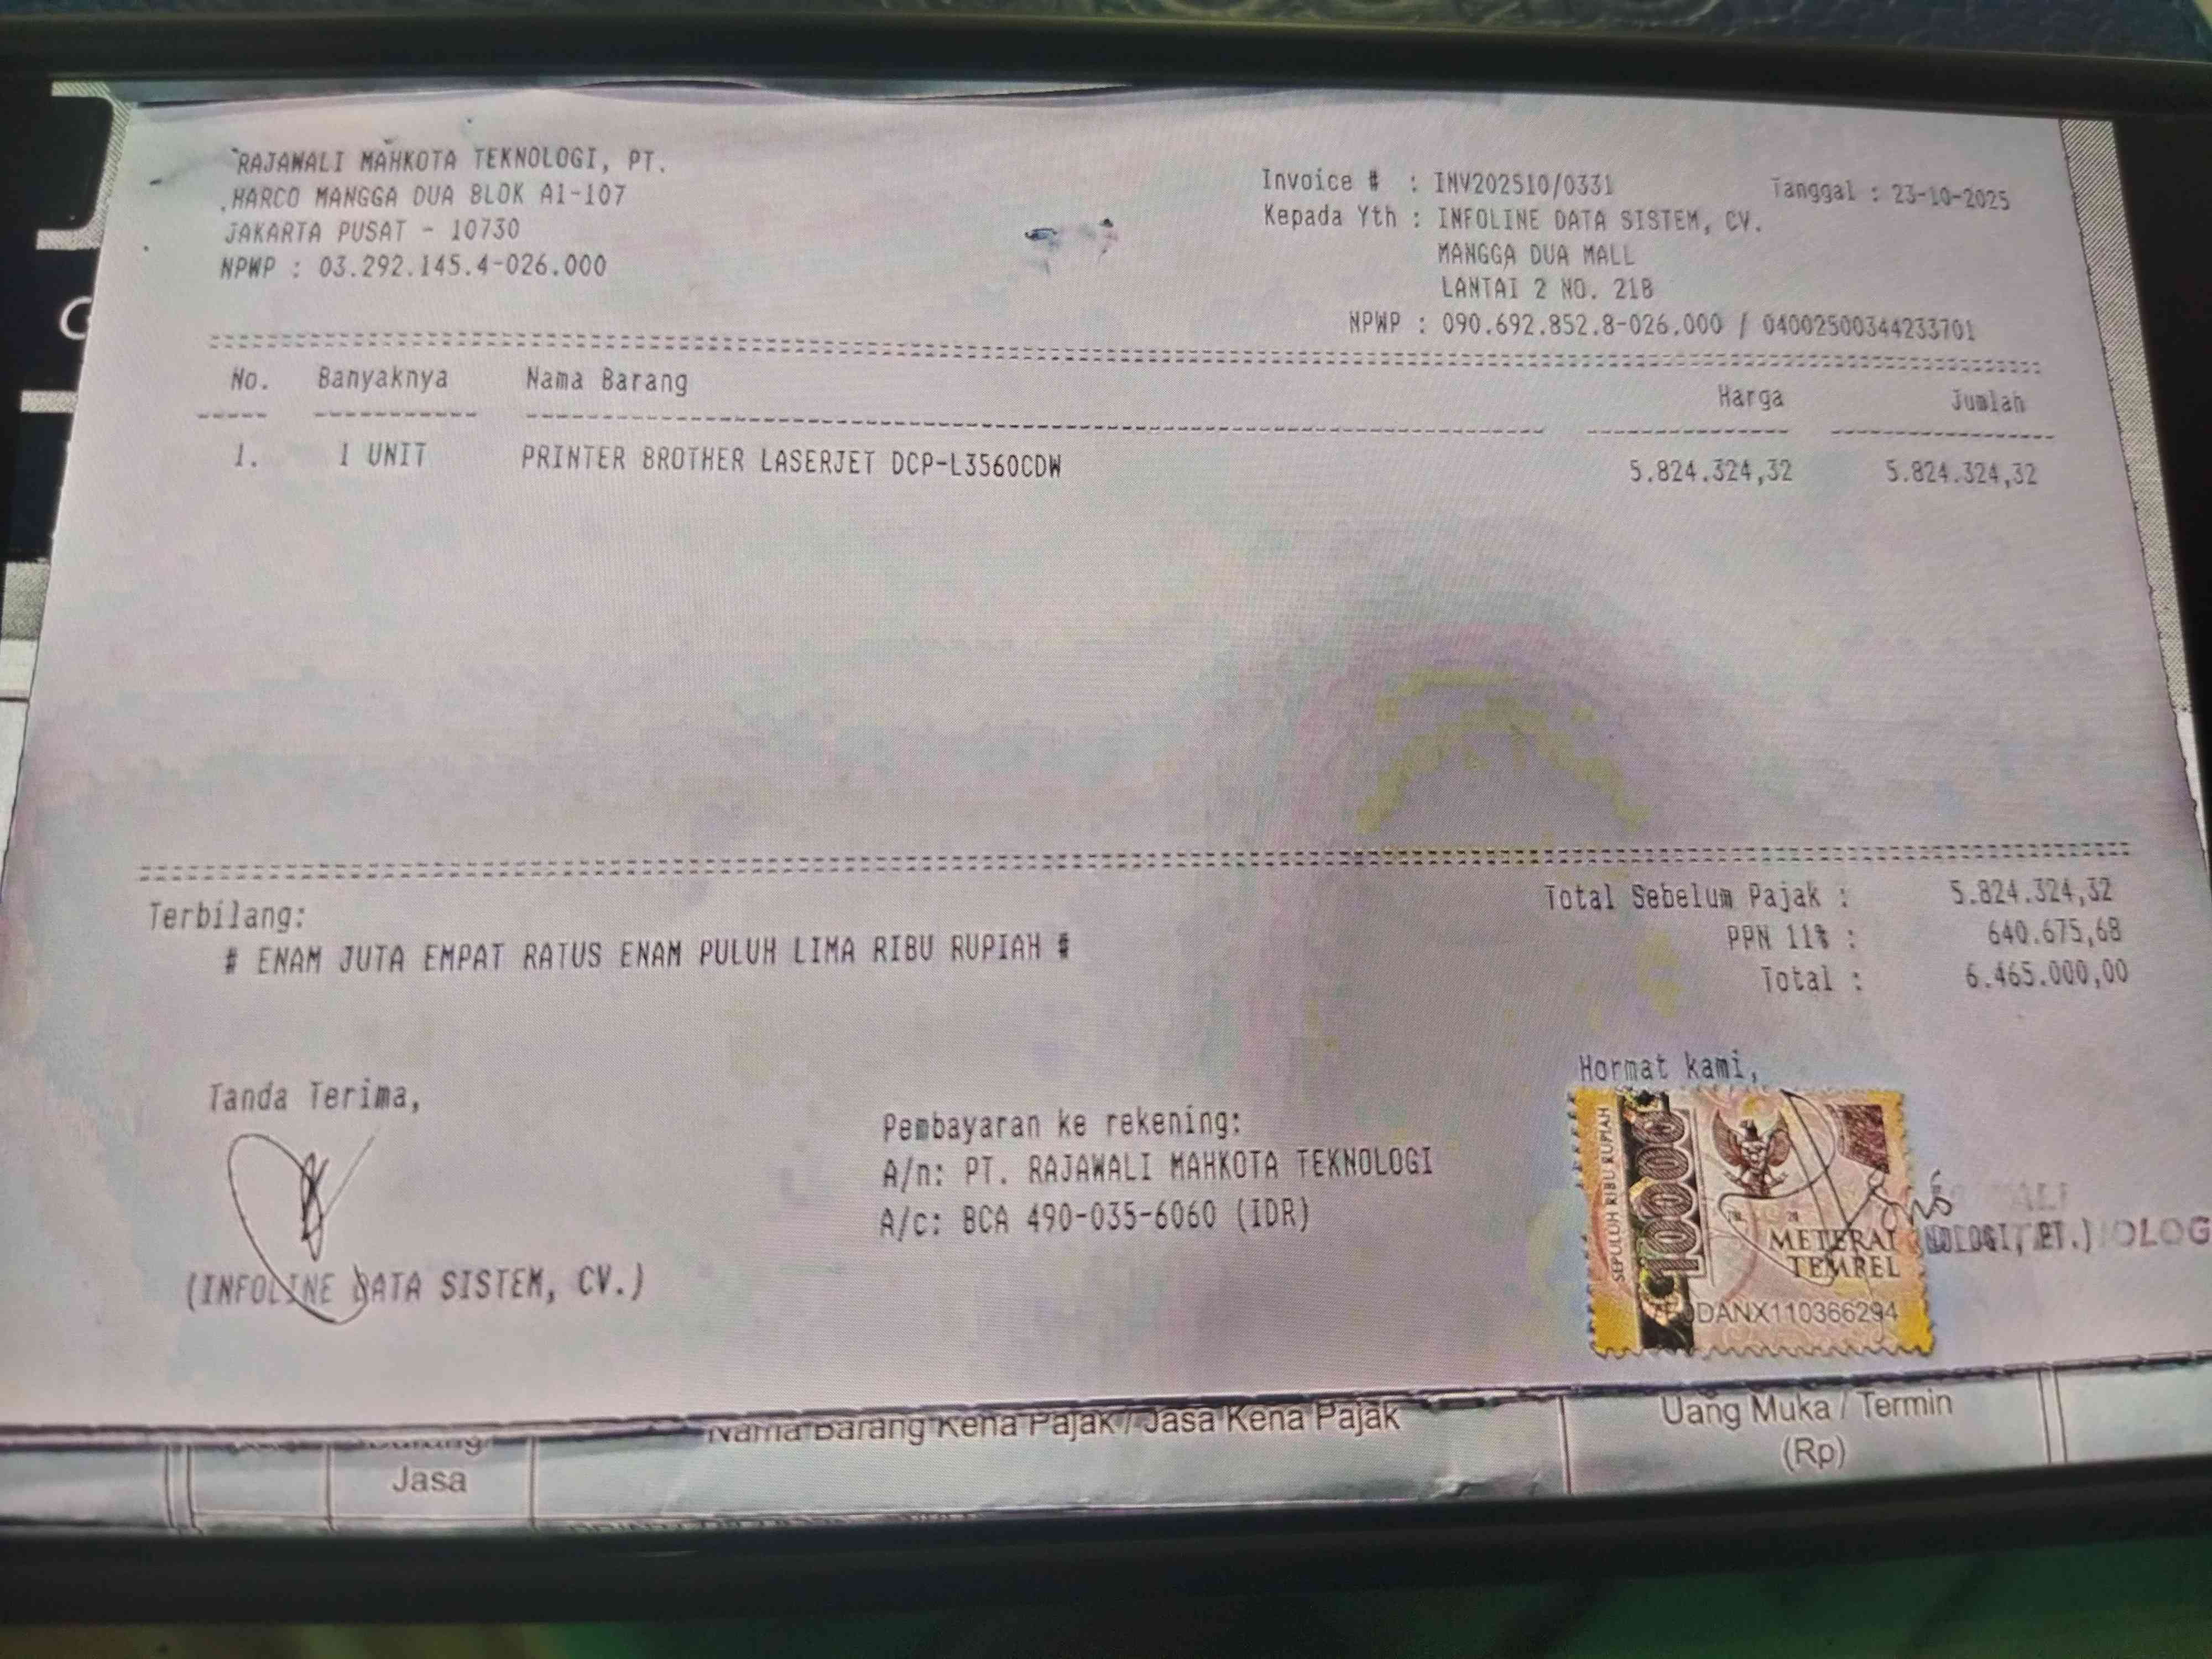 RAJAWALI MAHKOTA TEKNOLOGI, PT.
HARCO MANGGA DUA BLOK A1-107
JAKARTA PUSAT - 10730
NPWP : 03.292.145.4-026.000
Invoice # : INV202510/0331 Tanggal : 23-10-2025
Kepada Yth : INFOLINE DATA SISTEM, CV.
MANGGA DUA MALL
LANTAI 2 NO. 21B
NPWP : 090.692.852.8-026.000 / 04002500344233701
No. Banyaknya Nama Barang Harga Jumlah
1. 1 UNIT PRINTER BROTHER LASERJET DCP-L3560CDW 5.824.324,32 5.824.324,32
Terbilang:
# ENAM JUTA EMPAT RATUS ENAM PULUH LIMA RIBU RUPIAH #
Total Sebelum Pajak : 5.824.324,32
PPN 11% : 640.675,68
Total : 6.465.000,00
Tanda Terima,
(INFOLINE DATA SISTEM, CV.)
Pembayaran ke rekening:
A/n: PT. RAJAWALI MAHKOTA TEKNOLOGI
A/c: BCA 490-035-6060 (IDR)
Hormat kami,
SEPULUH RIBU RUPIAH
10000
METERAI
TEMPEL
DANX110366294
Nama Barang Kena Pajak / Jasa Kena Pajak
Jasa
Uang Muka / Termin
(Rp)